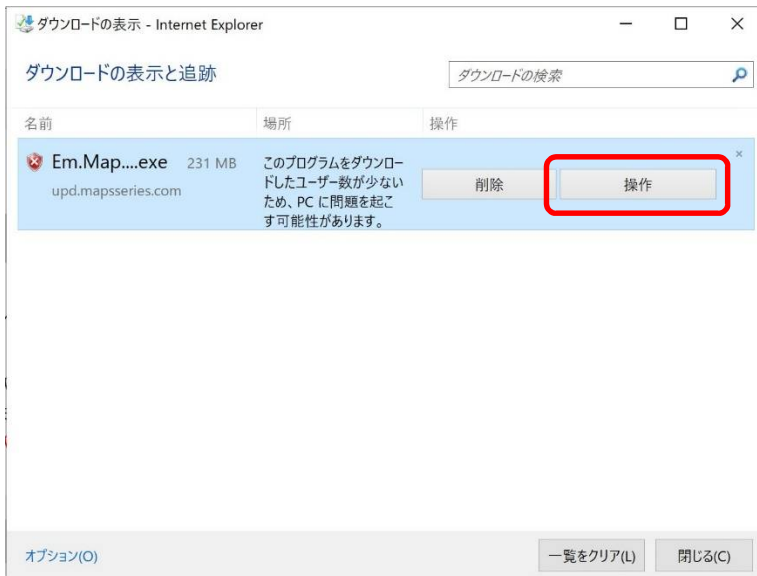 ダウンロードの表示 - Internet Explorer
ダウンロードの表示と追跡
ダウンロードの検索
名前 場所 操作
Em.Map....exe 231 MB
upd.mapsseries.com
このプログラムをダウンロー
ドしたユーザー数が少ない
ため、PC に問題を起こ
す可能性があります。
削除 操作
オプション(O) 一覧をクリア(L) 閉じる(C)